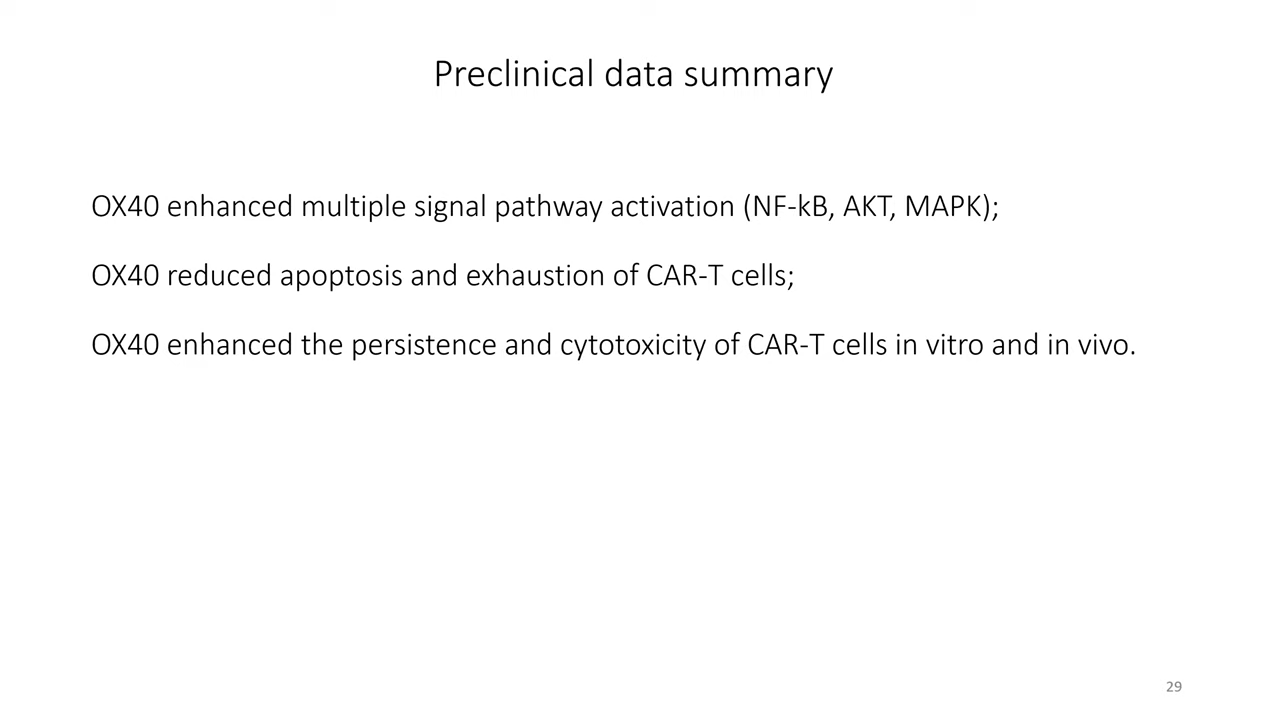 Preclinical data summary
OX40 enhanced multiple signal pathway activation (NF-kB, AKT, MAPK);
OX40 reduced apoptosis and exhaustion of CAR-T cells;
OX40 enhanced the persistence and cytotoxicity of CAR-T cells in vitro and in vivo.
29